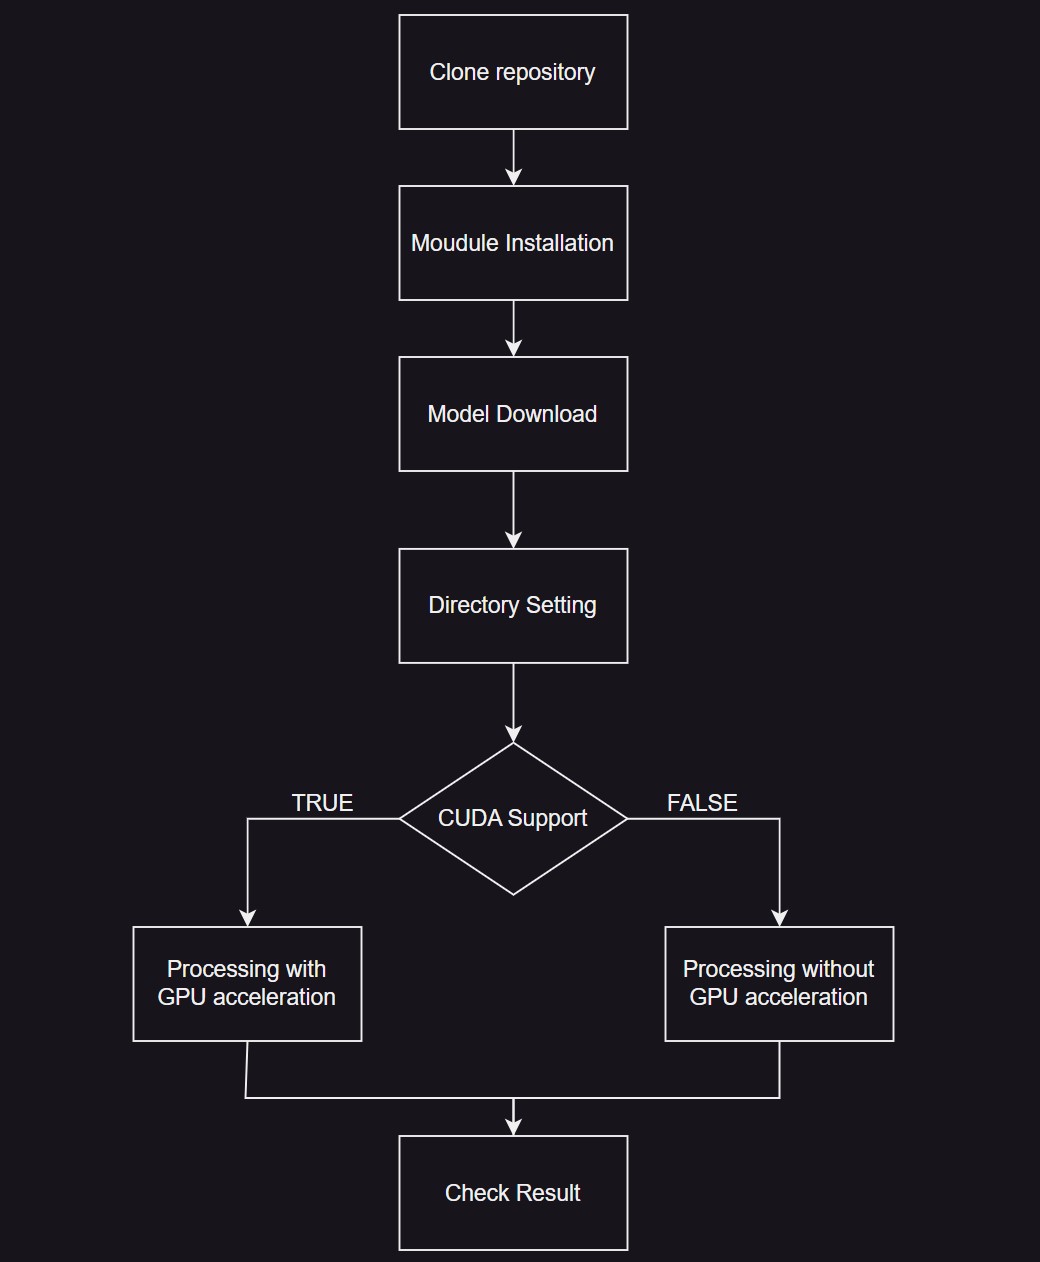 Clone repository
Moudule Installation
Model Download
Directory Setting
TRUE
CUDA Support
FALSE
Processing with
GPU acceleration
Processing without
GPU acceleration
Check Result